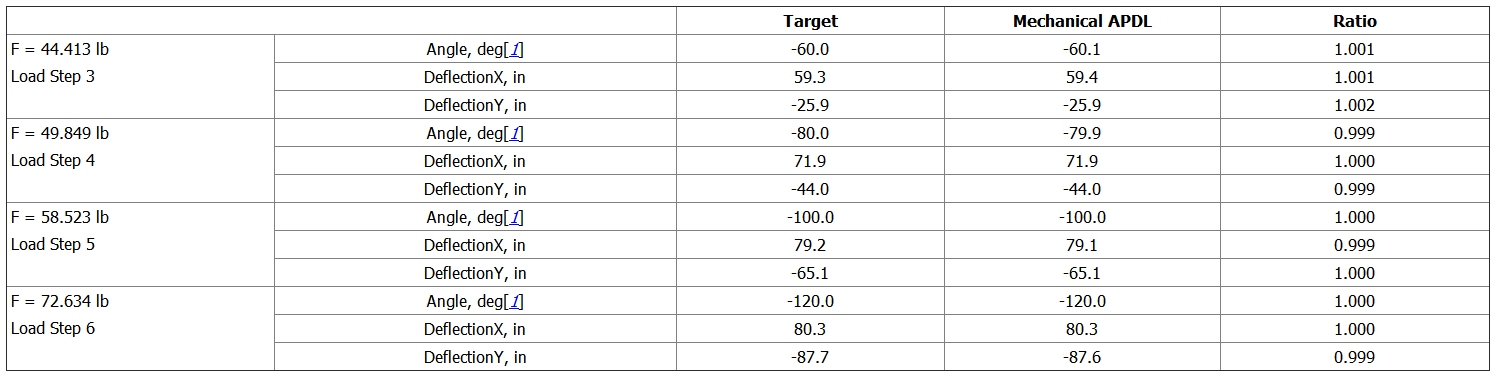 Target Mechanical APDL Ratio
F = 44.413 lb Angle, deg[1] -60.0 -60.1 1.001
Load Step 3 DeflectionX, in 59.3 59.4 1.001
DeflectionY, in -25.9 -25.9 1.002
F = 49.849 lb Angle, deg[1] -80.0 -79.9 0.999
Load Step 4 DeflectionX, in 71.9 71.9 1.000
DeflectionY, in -44.0 -44.0 0.999
F = 58.523 lb Angle, deg[1] -100.0 -100.0 1.000
Load Step 5 DeflectionX, in 79.2 79.1 0.999
DeflectionY, in -65.1 -65.1 1.000
F = 72.634 lb Angle, deg[1] -120.0 -120.0 1.000
Load Step 6 DeflectionX, in 80.3 80.3 1.000
DeflectionY, in -87.7 -87.6 0.999